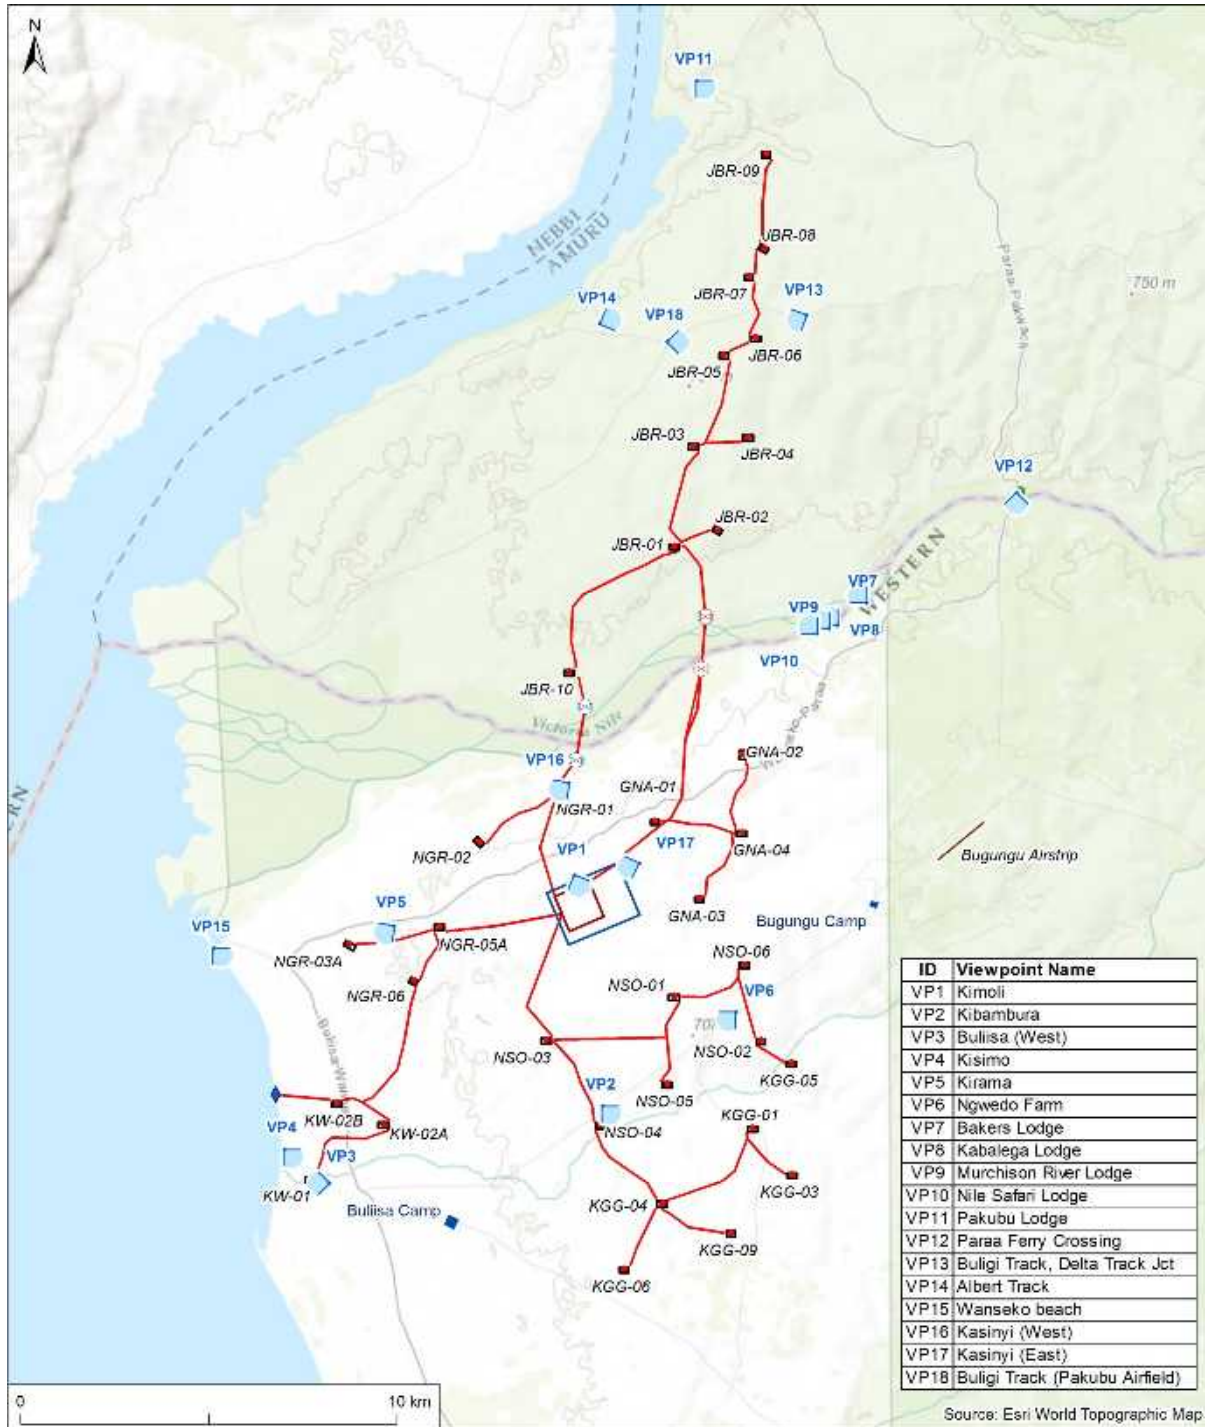 N
VP11
JBR-09
NEBBI
AMURU
JBR-08
Paraa-Pakwach
JBR-07
VP13
750 m
VP14
VP18
JBR-06
JBR-05
JBR-03
JBR-04
VP12
JBR-02
JBR-01
WESTERN
VP7
VP9
VP8
VP10
JBR-10
Victoria Nile
VP16
GNA-02
NGR-01
GNA-01
NGR-02
VP1
VP17
GNA-04
Bugungu Airstrip
VP5
GNA-03
Bugungu Camp
VP15
NGR-05A
NGR-03A
NSO-06
NGR-06
NSO-01
VP6
NSO-03
NSO-02
KGG-05
VP2
NSO-05
KW-02B
KGG-01
KW-02A
NSO-04
VP4
VP3
KW-01
KGG-03
KGG-04
Buliisa Camp
KGG-09
KGG-06
ID Viewpoint Name
VP1 Kimoli
VP2 Kibambura
VP3 Buliisa (West)
VP4 Kisimo
VP5 Kirama
VP6 Ngwedo Farm
VP7 Bakers Lodge
VP8 Kabalega Lodge
VP9 Murchison River Lodge
VP10 Nile Safari Lodge
VP11 Pakubu Lodge
VP12 Paraa Ferry Crossing
VP13 Buligi Track, Delta Track Jct
VP14 Albert Track
VP15 Wanseko beach
VP16 Kasinyi (West)
VP17 Kasinyi (East)
VP18 Buligi Track (Pakubu Airfield)
0 10 km
Source: Esri World Topographic Map